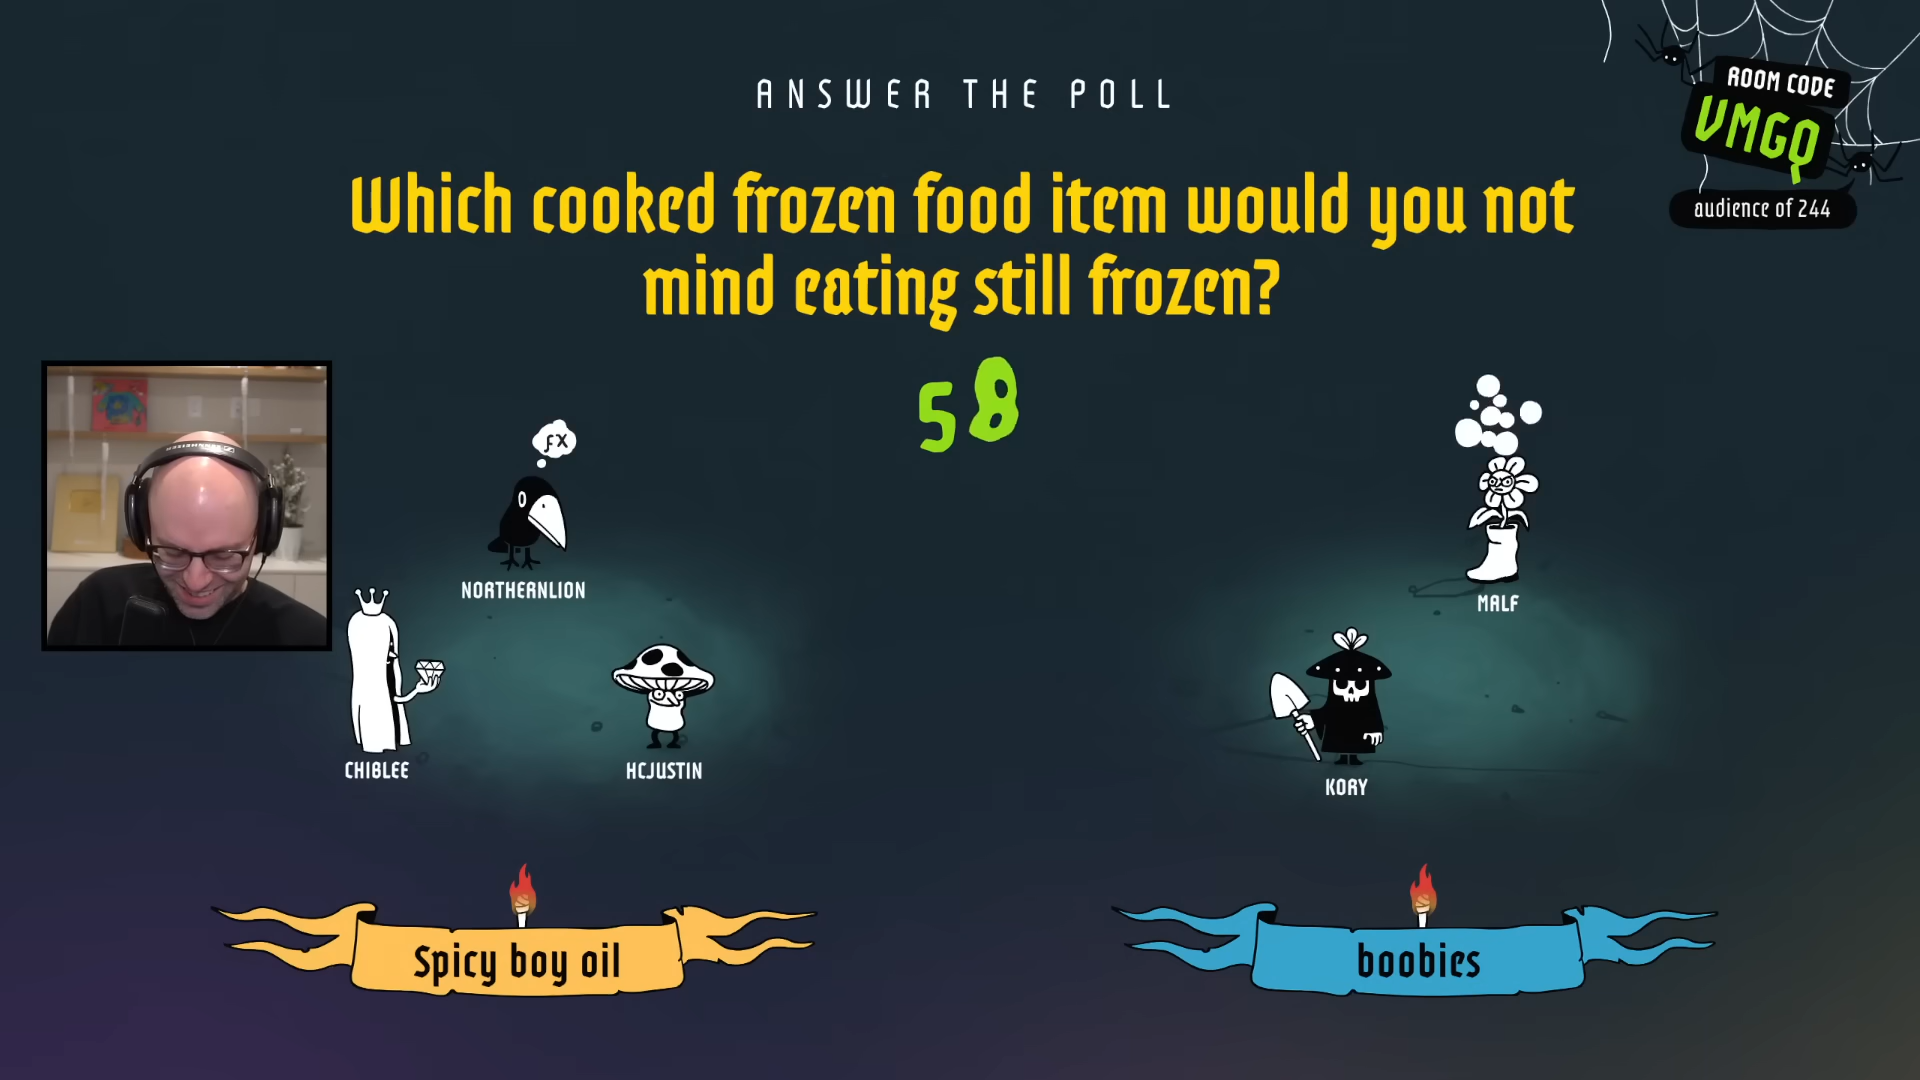 ANSWER THE POLL
ROOM CODE
VMGQ
audience of 244
Which cooked frozen food item would you not
mind eating still frozen?
58
FX
NORTHERNLION
MALF
CHIBLEE
HCJUSTIN
KORY
Spicy boy oil
boobies